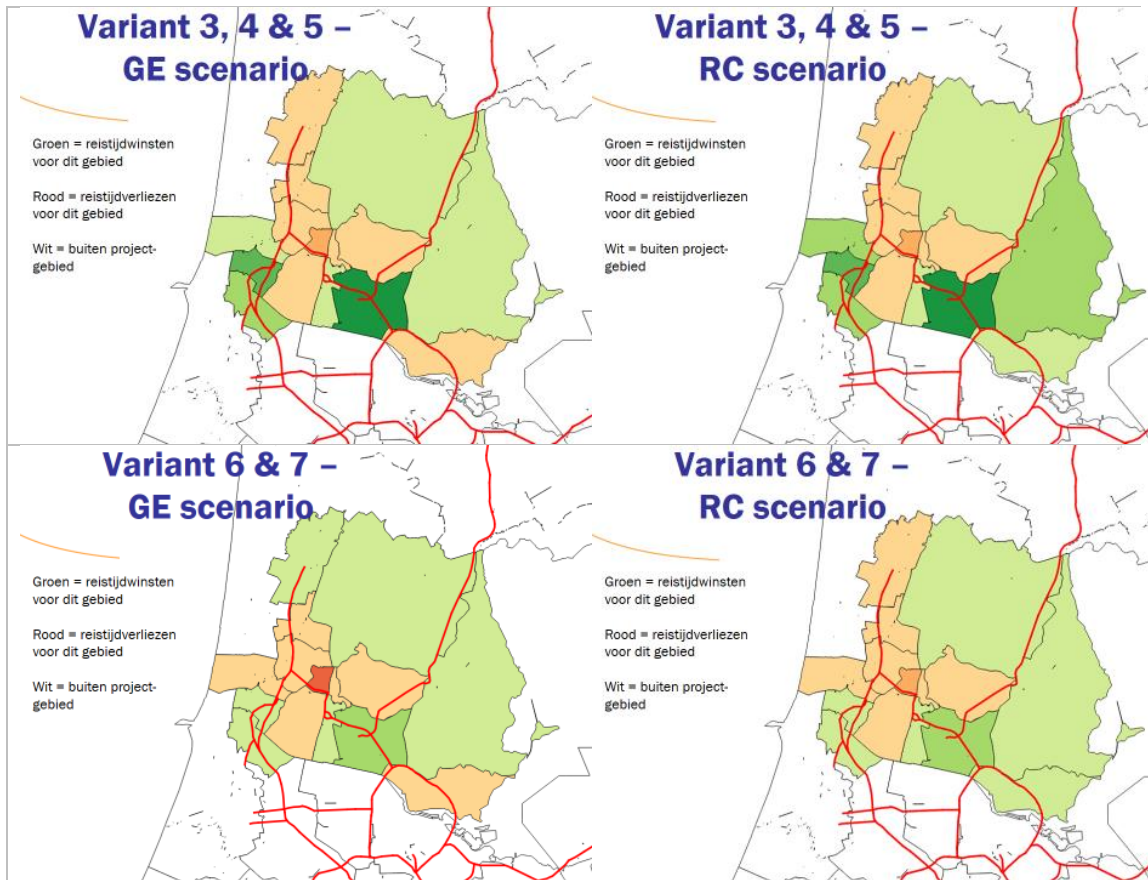 Variant 3, 4 & 5 –
GE scenario
Groen = reistijdwinsten
voor dit gebied
Rood = reistijdverliezen
voor dit gebied
Wit = buiten project-
gebied
Variant 3, 4 & 5 –
RC scenario
Groen = reistijdwinsten
voor dit gebied
Rood = reistijdverliezen
voor dit gebied
Wit = buiten project-
gebied
Variant 6 & 7 –
GE scenario
Groen = reistijdwinsten
voor dit gebied
Rood = reistijdverliezen
voor dit gebied
Wit = buiten project-
gebied
Variant 6 & 7 –
RC scenario
Groen = reistijdwinsten
voor dit gebied
Rood = reistijdverliezen
voor dit gebied
Wit = buiten project-
gebied